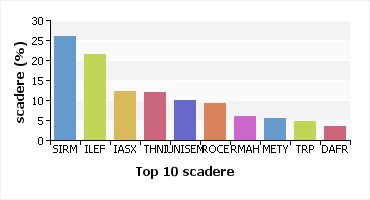 scadere (%)
30
25
20
15
10
5
0
SIRM ILEF IASX THNI UNISEM ROCE RMAH METY TRP DAFR
Top 10 scadere